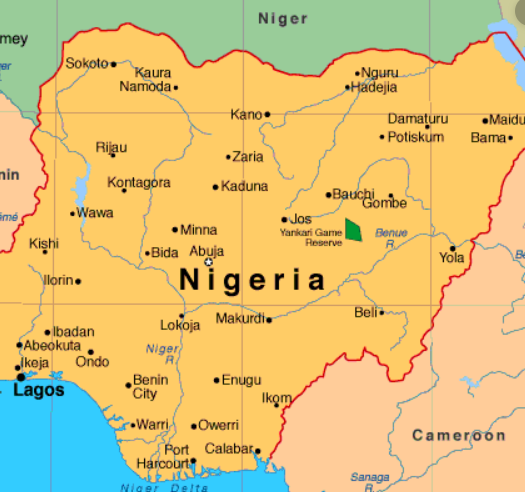 Niger
mey
Sokoto
Kaura
Namoda
Nguru
Hadejia
Kano
Damaturu
Maidu
Potiskum
Bama
Rijau
Zaria
Kontagora
Kaduna
Bauchi
Gombe
nin
Wawa
Jos
Yankari Game
Reserve
Minna
Benue
R.
Kishi
Bida
Abuja
Yola
Nigeria
Ilorin
Lokoja
Makurdi
Beli
Ibadan
Abeokuta
Niger
R
Ikeja
Ondo
Lagos
Benin
City
Enugu
Ikom
Warri
Owerri
Calabar
Cameroon
Port
Harcourt
Sanaga
R.
Niger Delta